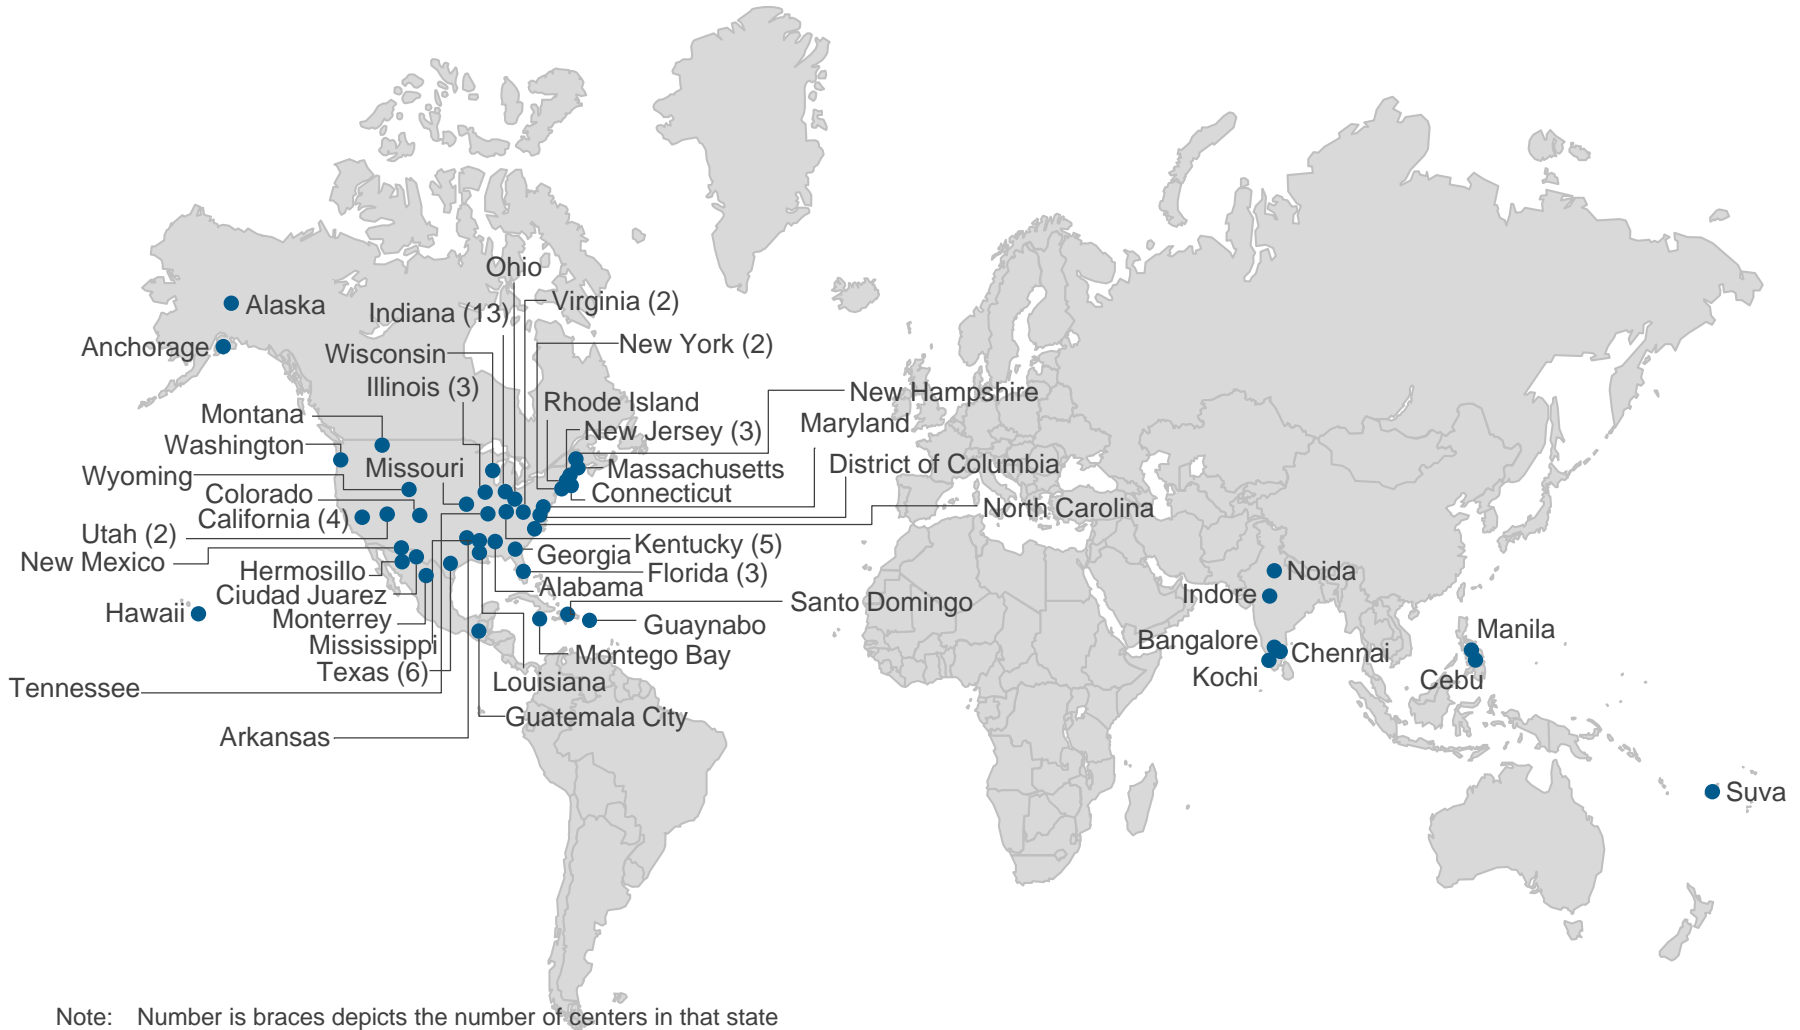 Ohio
Alaska
Indiana (13)
Virginia (2)
Anchorage
Wisconsin
New York (2)
Illinois (3)
New Hampshire
Rhode Island
Montana
Maryland
New Jersey (3)
Washington
Missouri
Massachusetts
District of Columbia
Wyoming
Colorado
Connecticut
California (4)
North Carolina
Utah (2)
Kentucky (5)
New Mexico
Georgia
Hermosillo
Florida (3)
Noida
Ciudad Juarez
Alabama
Indore
Hawaii
Monterrey
Santo Domingo
Guaynabo
Manila
Mississippi
Montego Bay
Bangalore
Chennai
Texas (6)
Kochi
Cebu
Tennessee
Louisiana
Guatemala City
Arkansas
Suva
Note: Number is braces depicts the number of centers in that state